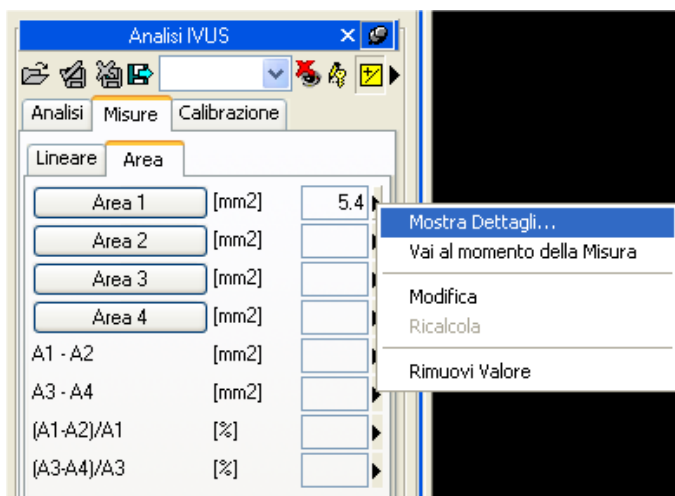 Analisi IVUS
Analisi Misure Calibrazione
Lineare Area
Area 1 [mm2] 5.4
Mostra Dettagli...
Area 2 [mm2]
Vai al momento della Misura
Area 3 [mm2]
Modifica
Area 4 [mm2]
Ricalcola
A1 - A2 [mm2]
Rimuovi Valore
A3 - A4 [mm2]
(A1-A2)/A1 [%]
(A3-A4)/A3 [%]